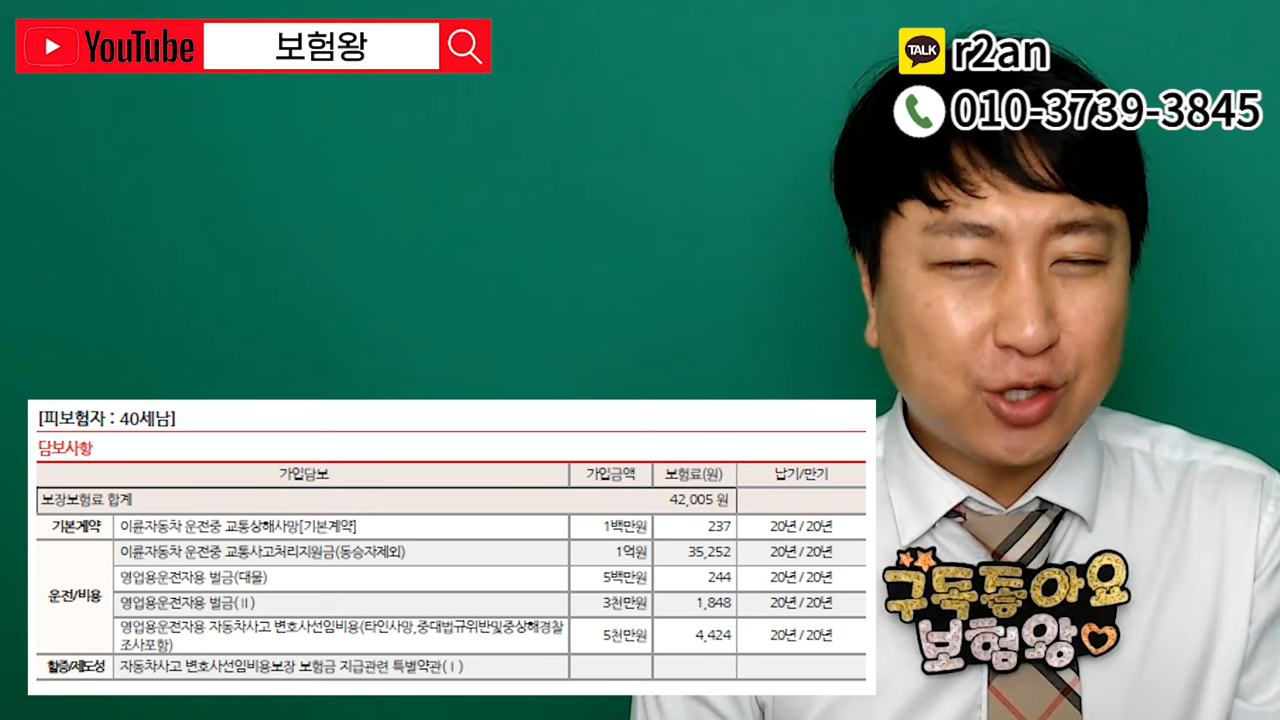 YouTube 보험왕
TALK r2an
010-3739-3845
[피보험자 : 40세남]
담보사항
가입담보 가입금액 보험료(원) 납기/만기
보장보험료 합계 42,005 원
기본계약 이륜자동차 운전중 교통상해사망[기본계약] 1백만원 237 20년 / 20년
이륜자동차 운전중 교통사고처리지원금(동승자제외) 1억원 35,252 20년 / 20년
영업용운전자용 벌금(대물) 5백만원 244 20년 / 20년
운전/비용
영업용운전자용 벌금(Ⅱ) 3천만원 1,848 20년 / 20년
영업용운전자용 자동차사고 변호사선임비용(타인사망,중대법규위반및중상해경찰
조사포함) 5천만원 4,424 20년 / 20년
할증/제도성 자동차사고 변호사선임비용보장 보험금 지급관련 특별약관(Ⅰ)
구독좋아요
보험왕